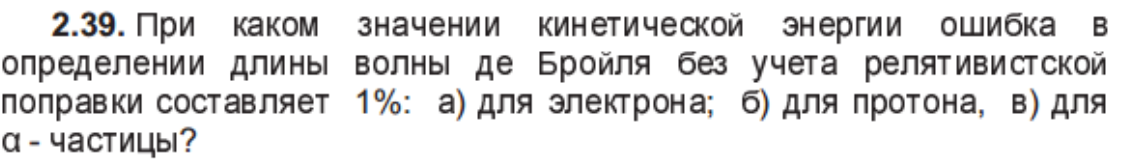 2.39. При каком значении кинетической энергии ошибка в
определении длины волны де Бройля без учета релятивистской
поправки составляет 1%: а) для электрона; б) для протона, в) для
α - частицы?